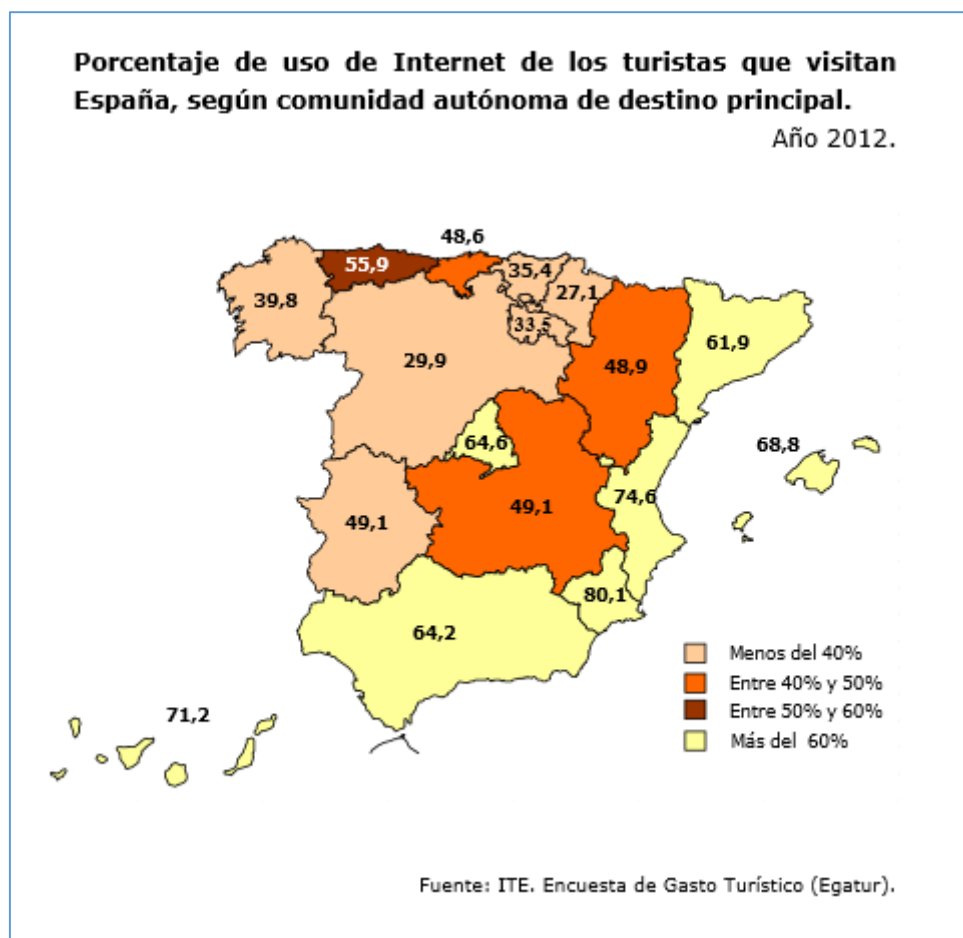 Porcentaje de uso de Internet de los turistas que visitan
España, según comunidad autónoma de destino principal.
Año 2012.
48,6
55,9
35,4
27,1
39,8
33,5
61,9
29,9
48,9
64,6
68,8
74,6
49,1
49,1
80,1
64,2
Menos del 40%
Entre 40% y 50%
Entre 50% y 60%
Más del 60%
71,2
Fuente: ITE. Encuesta de Gasto Turístico (Egatur).